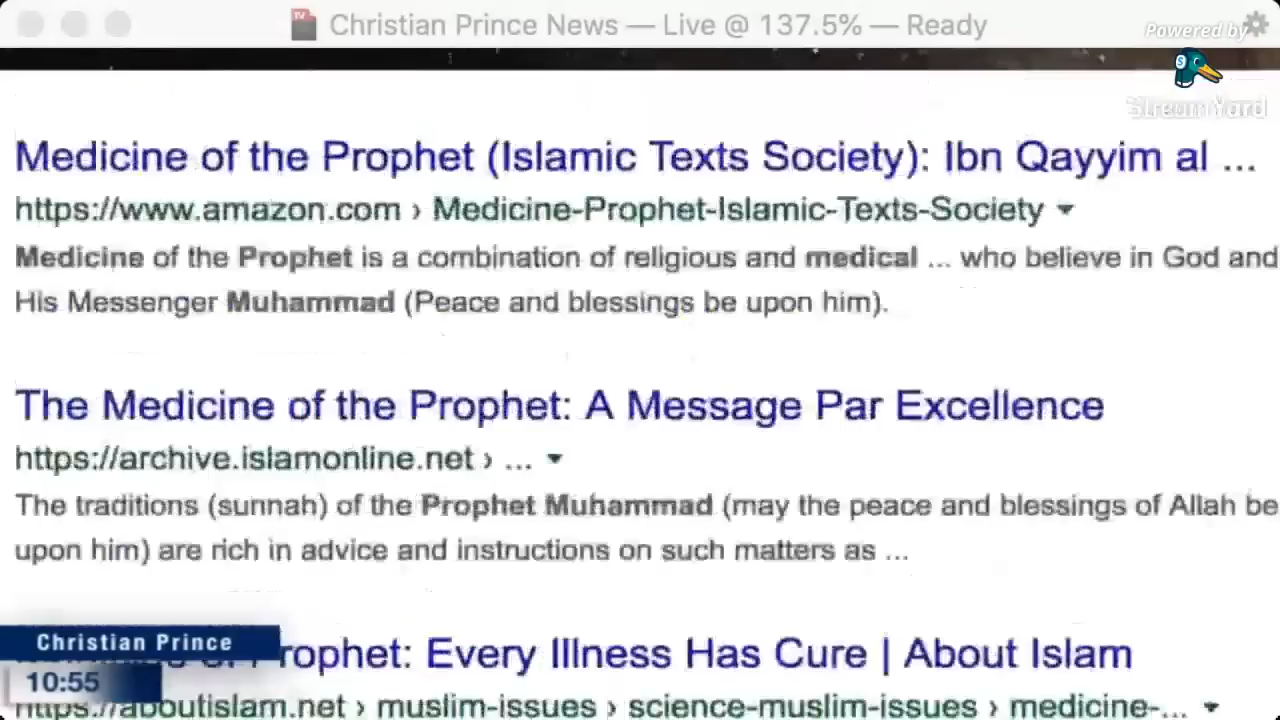 Christian Prince News — Live @ 137.5% — Ready
Powered by
StreamYard
Medicine of the Prophet (Islamic Texts Society): Ibn Qayyim al ...
https://www.amazon.com › Medicine-Prophet-Islamic-Texts-Society
Medicine of the Prophet is a combination of religious and medical ... who believe in God and
His Messenger Muhammad (Peace and blessings be upon him).
The Medicine of the Prophet: A Message Par Excellence
https://archive.islamonline.net › ...
The traditions (sunnah) of the Prophet Muhammad (may the peace and blessings of Allah be
upon him) are rich in advice and instructions on such matters as ...
Christian Prince
rophet: Every Illness Has Cure | About Islam
10:55
https://aboutislam.net › muslim-issues › science-muslim-issues › medicine-...